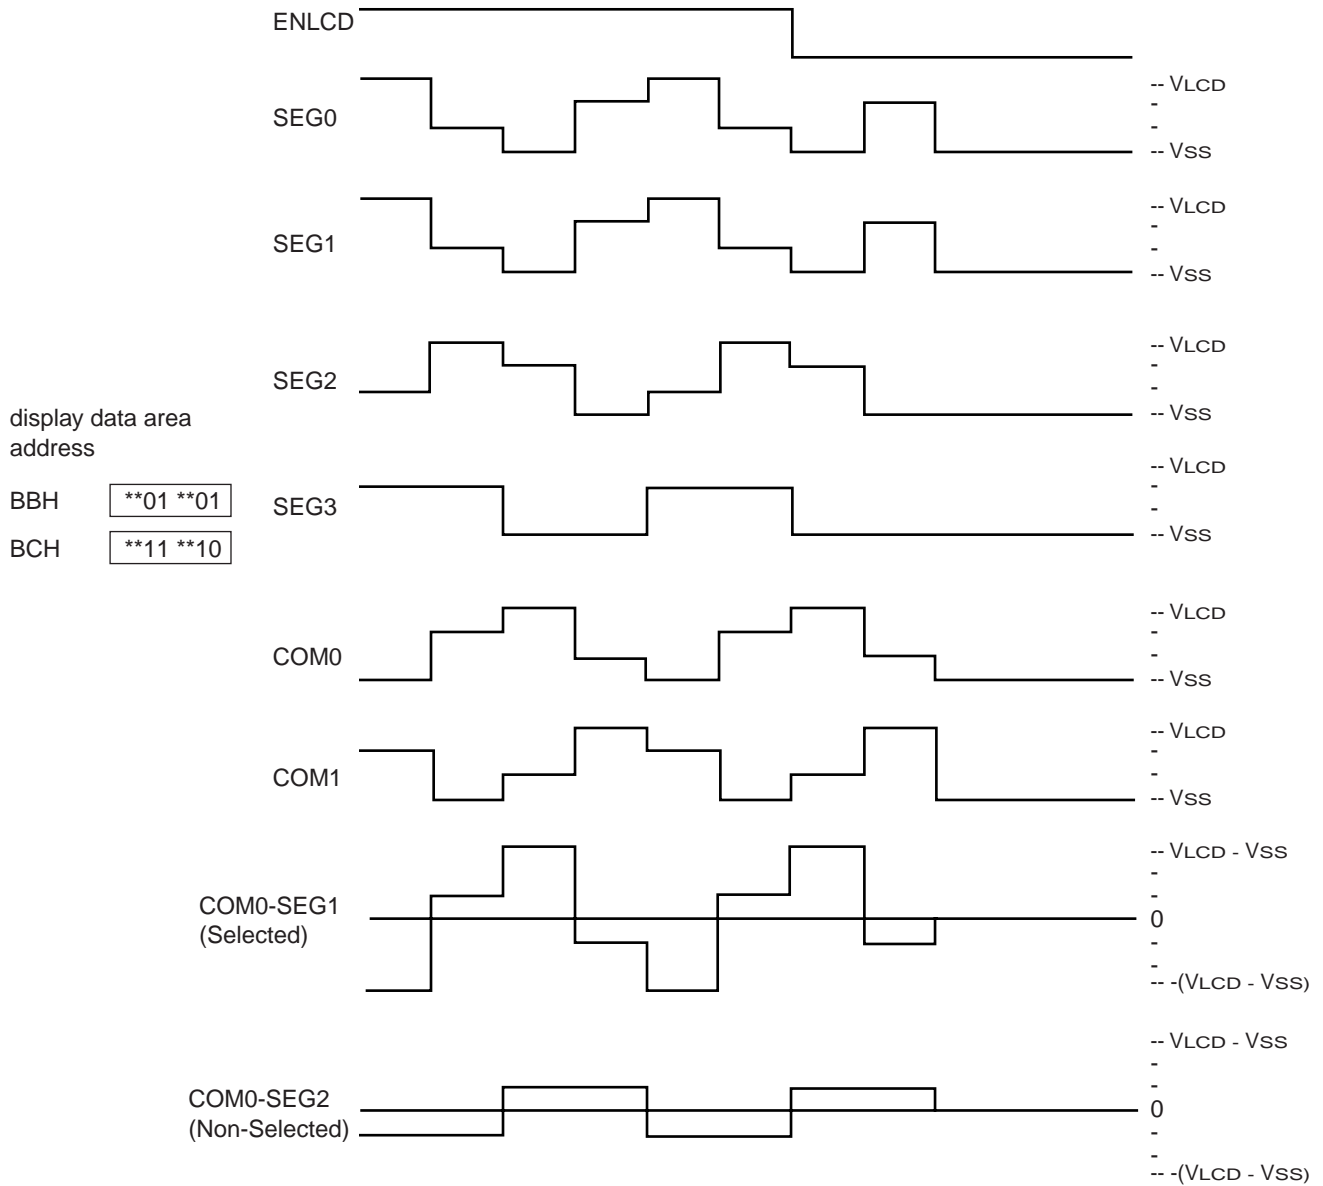 ENLCD
-- VLCD
-
SEG0
-
-- VSS
-- VLCD
-
SEG1
-
-- VSS
-- VLCD
-
SEG2
-
-- VSS
display data area
address
-- VLCD
-
BBH **01 **01 SEG3
-
-- VSS
BCH **11 **10
-- VLCD
-
COM0
-
-- VSS
-- VLCD
-
COM1
-
-- VSS
-- VLCD - VSS
-
-
COM0-SEG1
(Selected)
0
-
-
-- -(VLCD - VSS)
-- VLCD - VSS
-
-
COM0-SEG2
(Non-Selected)
0
-
-
-- -(VLCD - VSS)